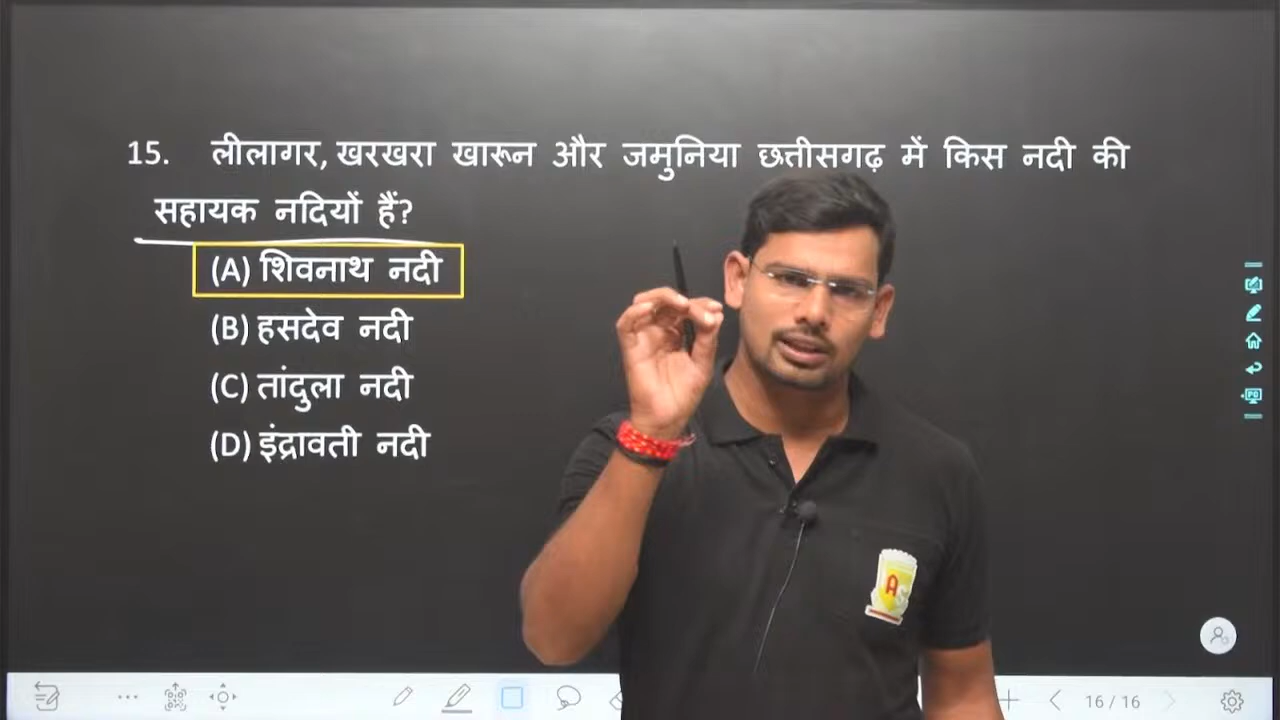 15. लीलागर, खरखरा खारून और जमुनिया छत्तीसगढ़ में किस नदी की
सहायक नदियों हैं?
(A) शिवनाथ नदी
(B) हसदेव नदी
(C) तांदुला नदी
(D) इंद्रावती नदी
A
16/16